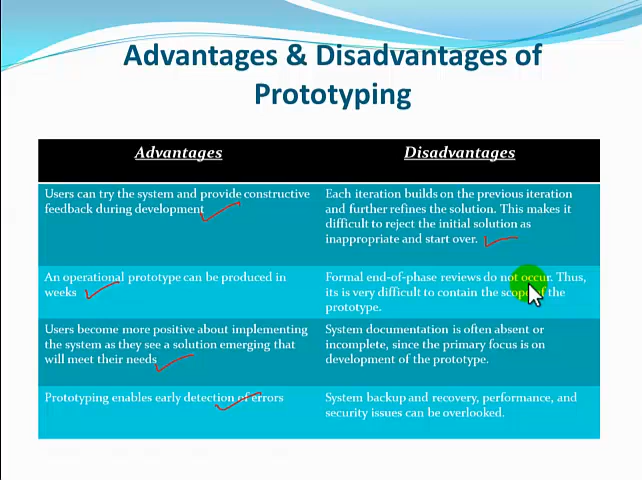 Advantages & Disadvantages of
Prototyping
Advantages
Disadvantages
Users can try the system and provide constructive
feedback during development
Each iteration builds on the previous iteration
and further refines the solution. This makes it
difficult to reject the initial solution as
inappropriate and start over.
An operational prototype can be produced in
weeks
Formal end-of-phase reviews do not occur. Thus,
its is very difficult to contain the scope of the
prototype.
Users become more positive about implementing
the system as they see a solution emerging that
will meet their needs
System documentation is often absent or
incomplete, since the primary focus is on
development of the prototype.
Prototyping enables early detection of errors
System backup and recovery, performance, and
security issues can be overlooked.